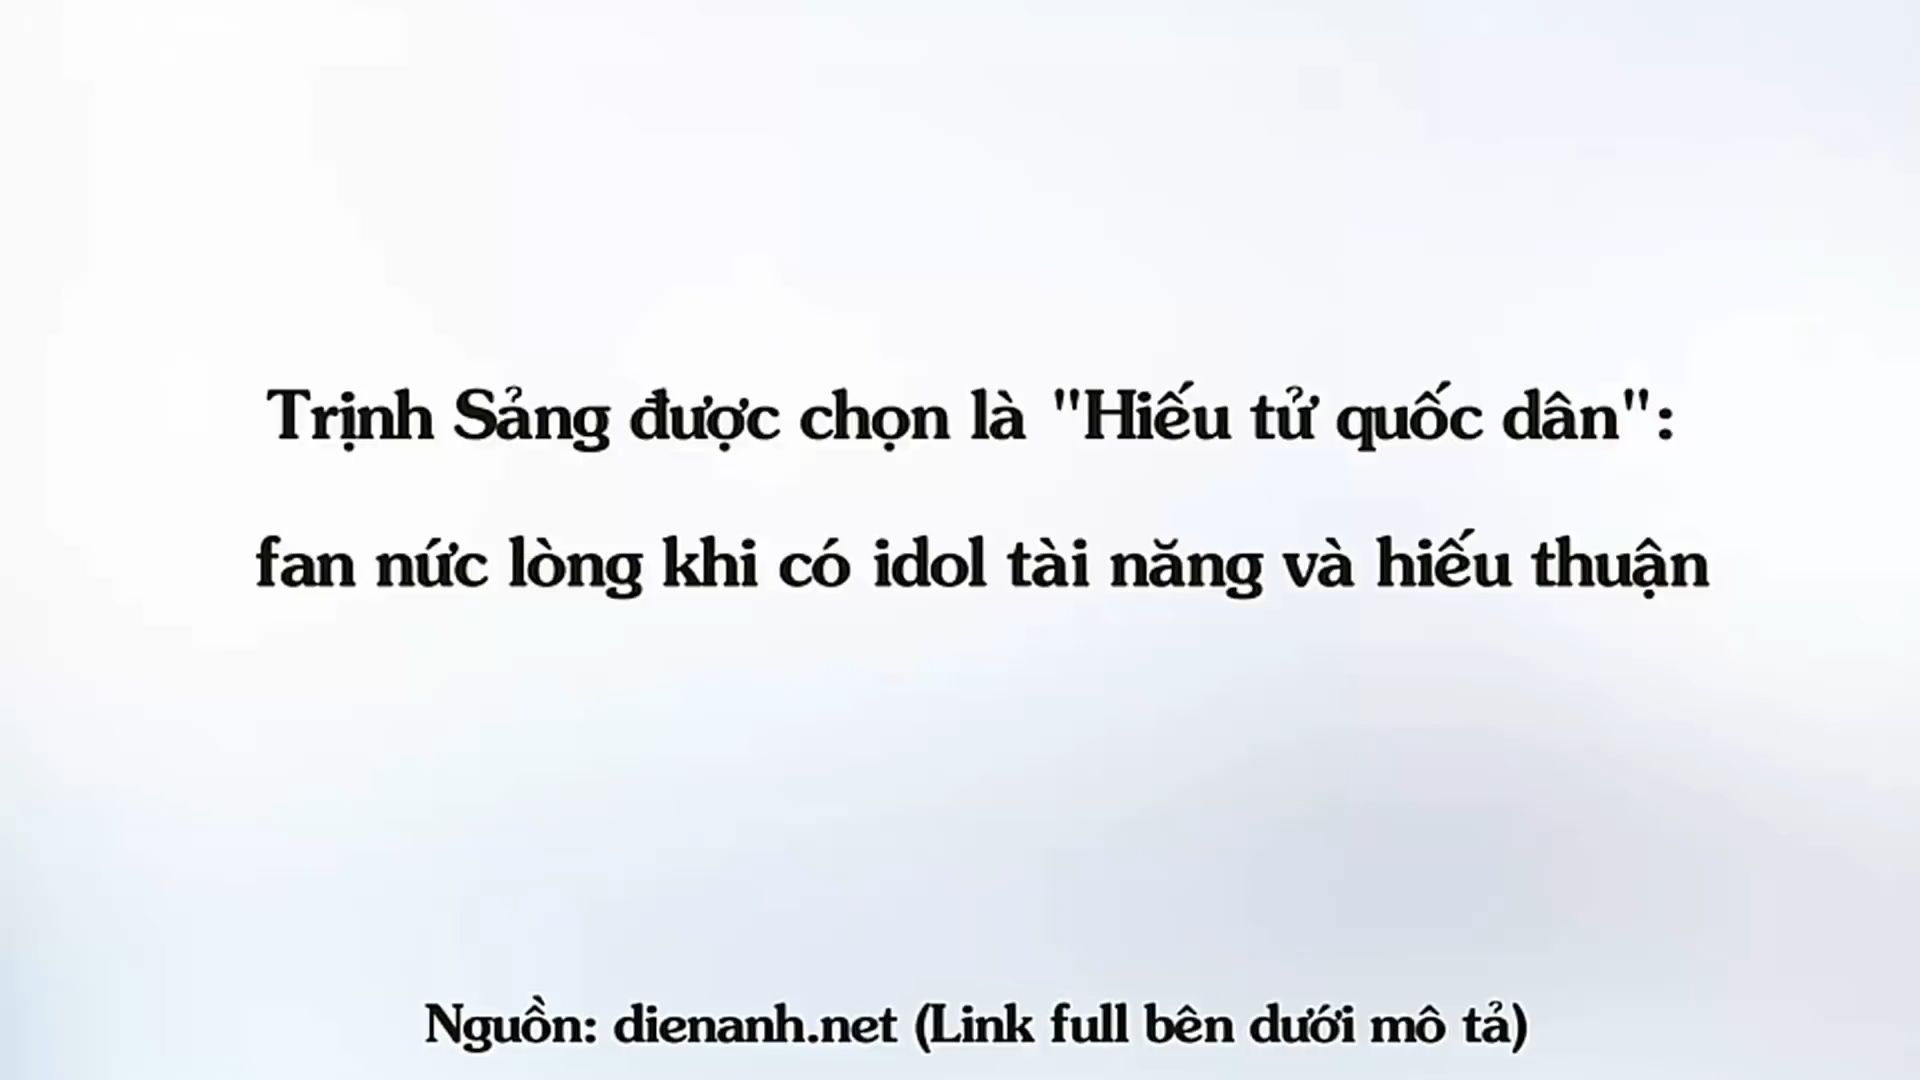 Trịnh Sảng được chọn là "Hiếu tử quốc dân":
fan nức lòng khi có idol tài năng và hiếu thuận
Nguồn: dienanh.net (Link full bên dưới mô tả)